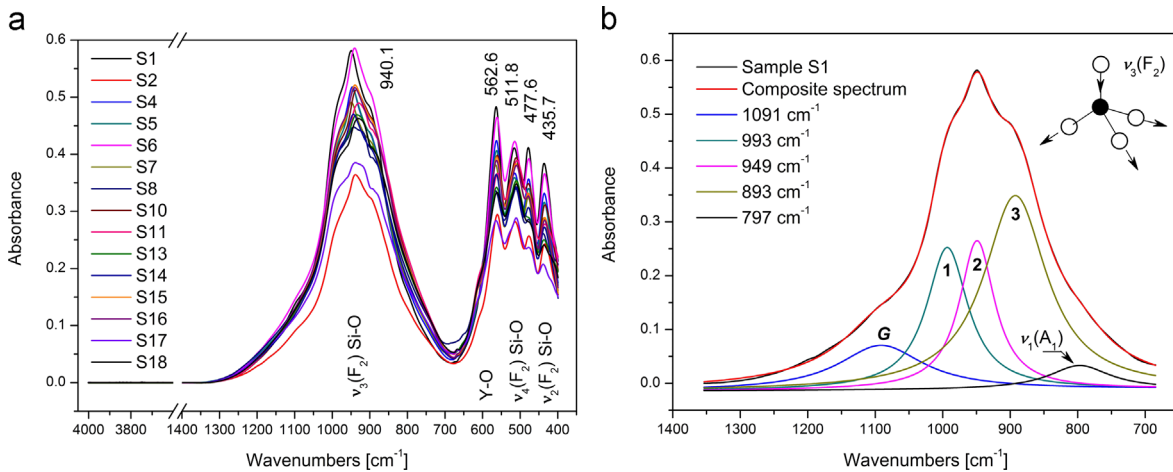 a
Absorbance
0.6
0.5
0.4
0.3
0.2
0.1
0.0
S1
S2
S4
S5
S6
S7
S8
S10
S11
S13
S14
S15
S16
S17
S18
940.1
562.6
511.8
477.6
435.7
ν3(F2) Si-O
Y-O
ν4(F2) Si-O
ν2(F2) Si-O
4000 3800 1400 1300 1200 1100 1000 900 800 700 600 500 400
Wavenumbers [cm-1]
b
Absorbance
0.6
0.5
0.4
0.3
0.2
0.1
0.0
Sample S1
Composite spectrum
1091 cm-1
993 cm-1
949 cm-1
893 cm-1
797 cm-1
ν3(F2)
G
1
2
3
ν1(A1)
1400 1300 1200 1100 1000 900 800 700
Wavenumbers [cm-1]